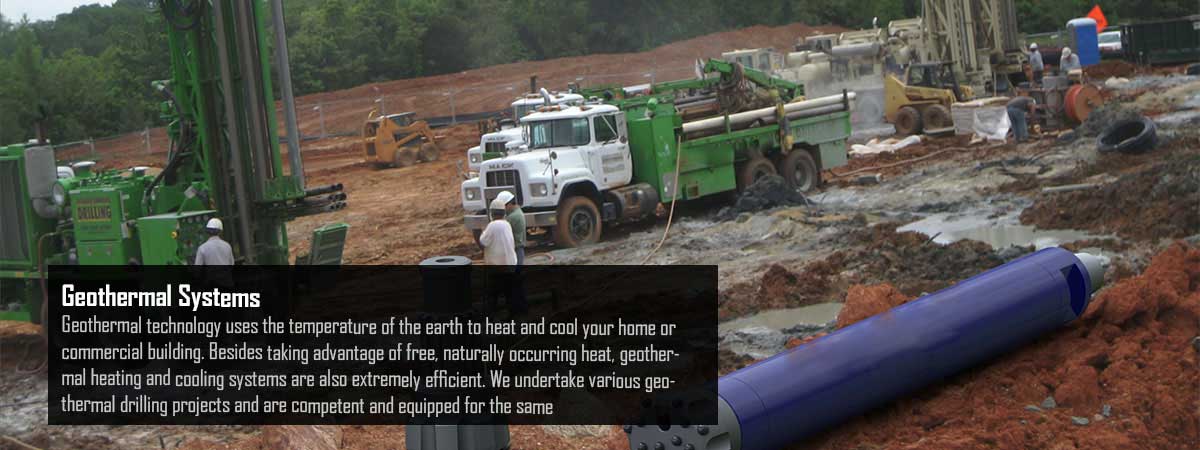 DRILLING
MACK
Geothermal Systems
Geothermal technology uses the temperature of the earth to heat and cool your home or
commercial building. Besides taking advantage of free, naturally occurring heat, geother-
mal heating and cooling systems are also extremely efficient. We undertake various geo-
thermal drilling projects and are competent and equipped for the same